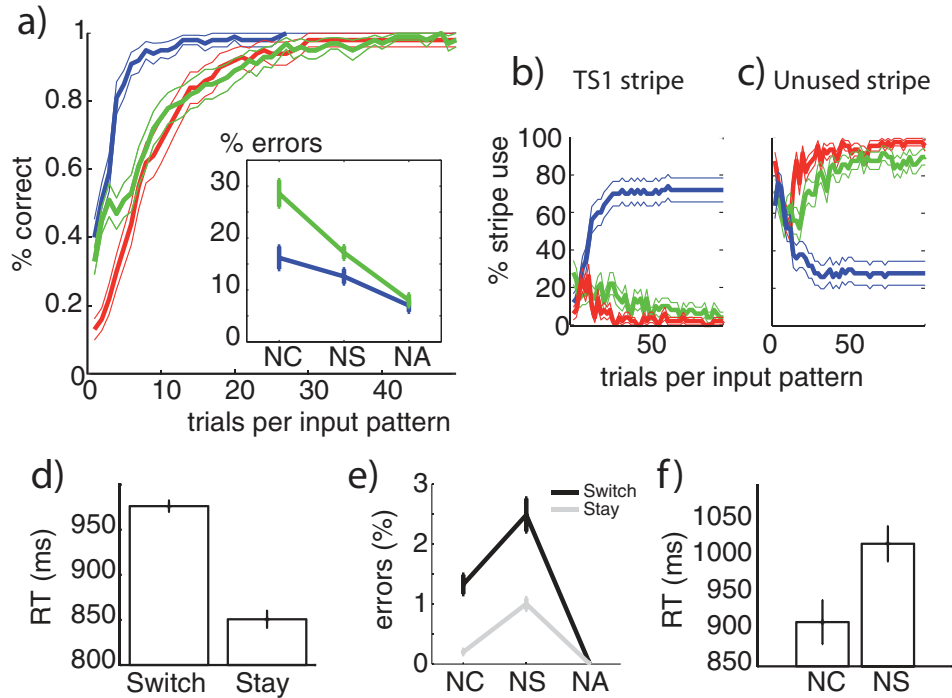 a)
% correct
1
0.8
0.6
0.4
0.2
0
0 10 20 30 40
trials per input pattern
% errors
30
20
10
0
NC NS NA
b) TS1 stripe
% stripe use
100
80
60
40
20
0
50
c) Unused stripe
0 50
trials per input pattern
d)
RT (ms)
950
900
850
800
Switch Stay
e)
errors (%)
3
2
1
0
Switch
Stay
NC NS NA
f)
RT (ms)
1050
1000
950
900
850
NC NS